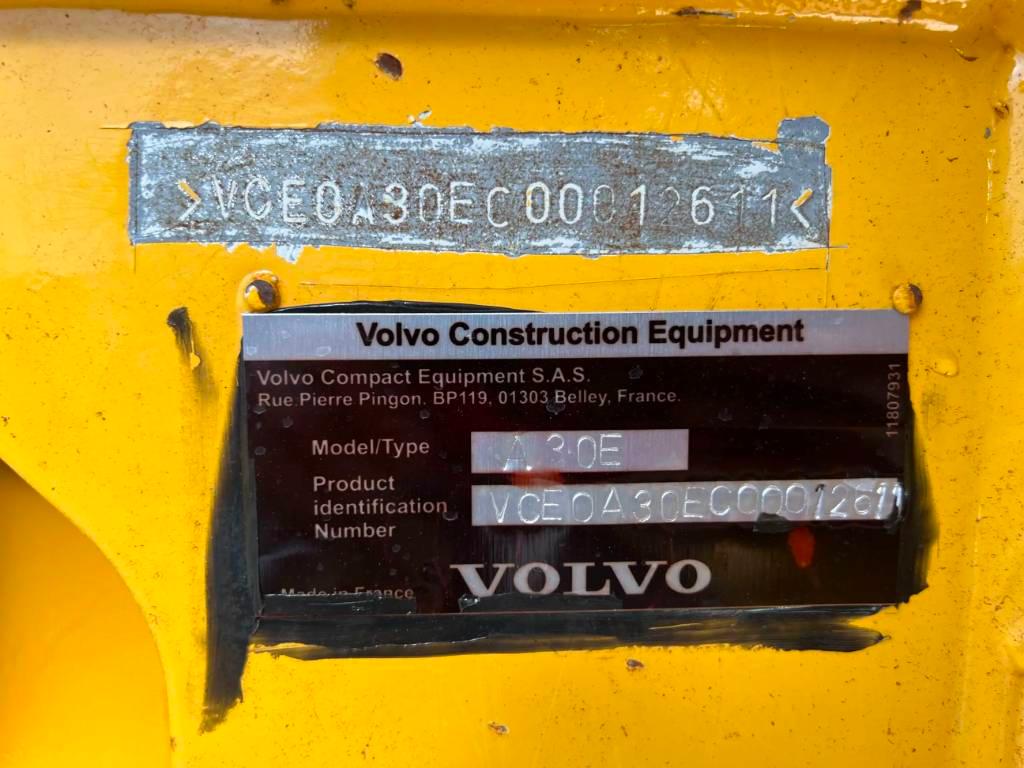 >VCE0A30EC00012611<
Volvo Construction Equipment
Volvo Compact Equipment S.A.S.
Rue Pierre Pingon. BP119, 01303 Belley, France.
11807931
Model/Type A 30E
Product
identification
Number VCE0A30EC00012611
VOLVO
Made in France